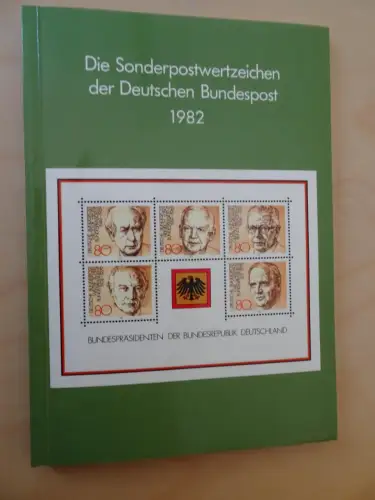 Die Sonderpostwertzeichen
der Deutschen Bundespost
1982
80 80 80
80 80
BUNDESPRÄSIDENTEN DER BUNDESREPUBLIK DEUTSCHLAND